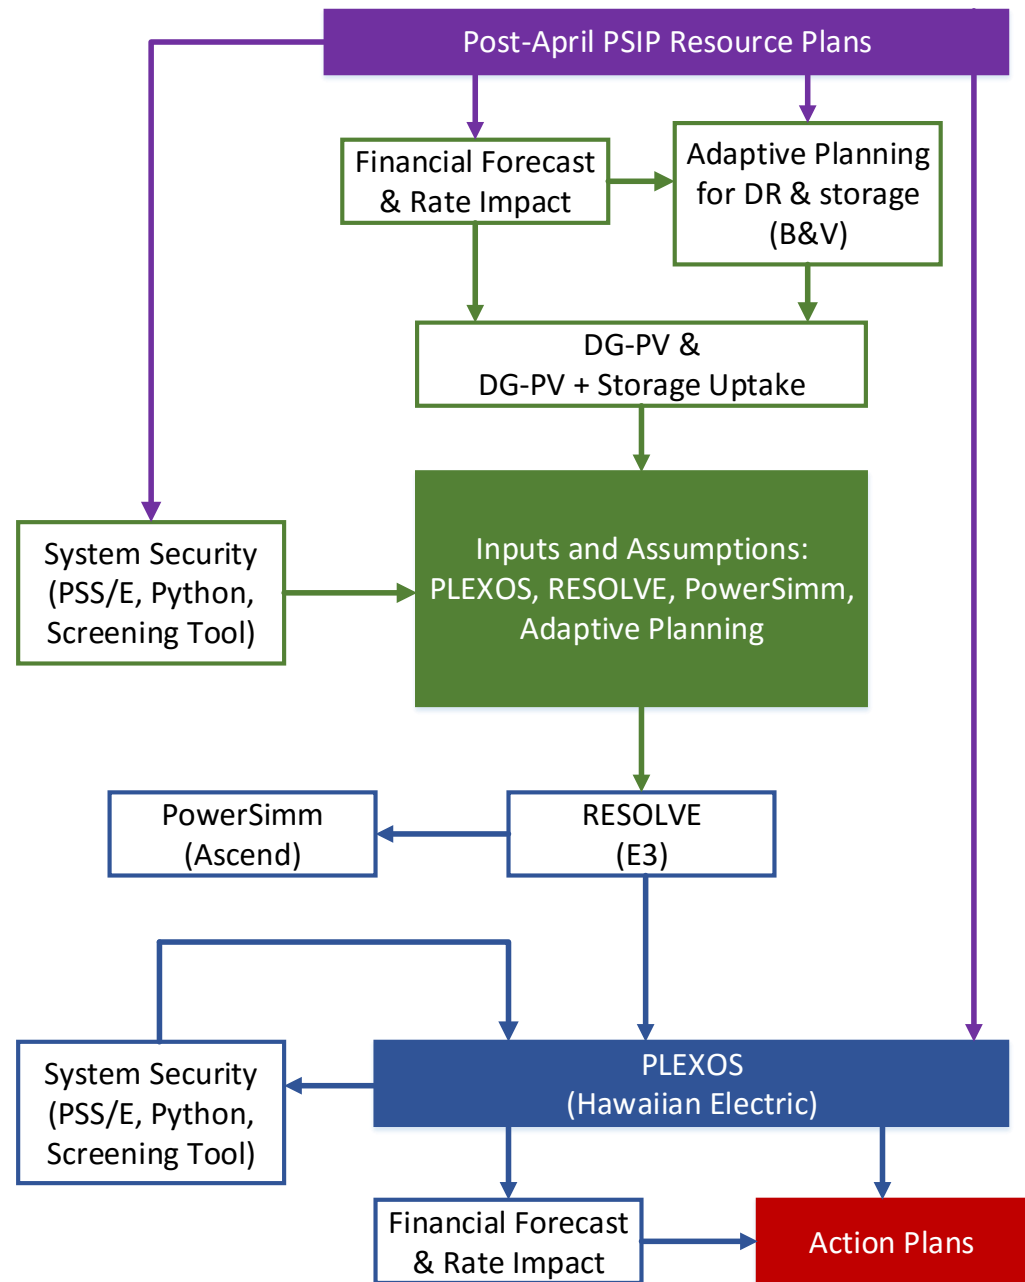 Post-April PSIP Resource Plans
Financial Forecast
& Rate Impact
Adaptive Planning
for DR & storage
(B&V)
DG-PV &
DG-PV + Storage Uptake
System Security
(PSS/E, Python,
Screening Tool)
Inputs and Assumptions:
PLEXOS, RESOLVE, PowerSimm,
Adaptive Planning
PowerSimm
(Ascend)
RESOLVE
(E3)
System Security
(PSS/E, Python,
Screening Tool)
PLEXOS
(Hawaiian Electric)
Financial Forecast
& Rate Impact
Action Plans